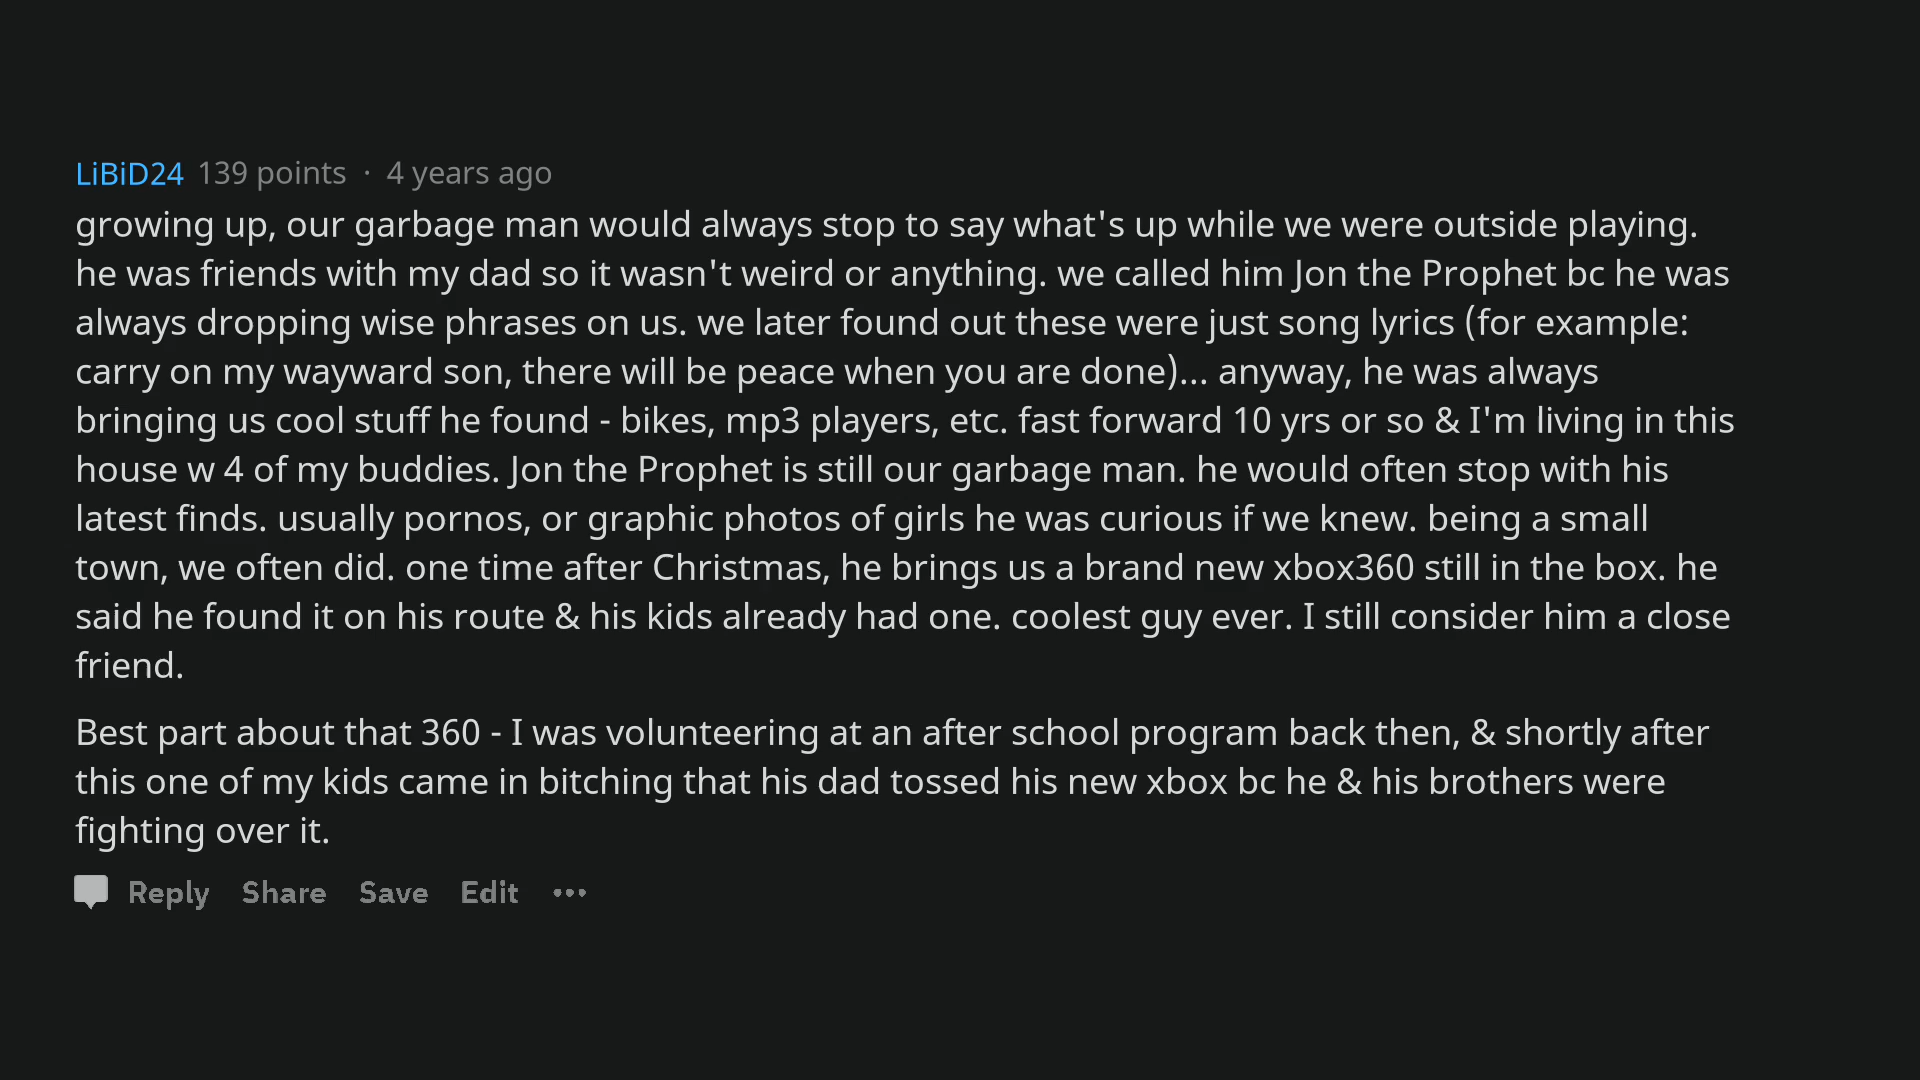 LiBiD24 139 points · 4 years ago
growing up, our garbage man would always stop to say what's up while we were outside playing.
he was friends with my dad so it wasn't weird or anything. we called him Jon the Prophet bc he was
always dropping wise phrases on us. we later found out these were just song lyrics (for example:
carry on my wayward son, there will be peace when you are done)... anyway, he was always
bringing us cool stuff he found - bikes, mp3 players, etc. fast forward 10 yrs or so & I'm living in this
house w 4 of my buddies. Jon the Prophet is still our garbage man. he would often stop with his
latest finds. usually pornos, or graphic photos of girls he was curious if we knew. being a small
town, we often did. one time after Christmas, he brings us a brand new xbox360 still in the box. he
said he found it on his route & his kids already had one. coolest guy ever. I still consider him a close
friend.
Best part about that 360 - I was volunteering at an after school program back then, & shortly after
this one of my kids came in bitching that his dad tossed his new xbox bc he & his brothers were
fighting over it.
Reply Share Save Edit •••